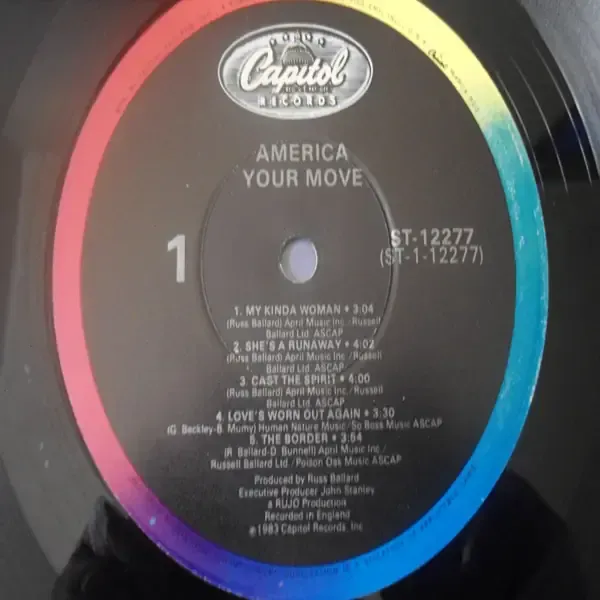 Capitol
RECORDS
AMERICA
YOUR MOVE
1
ST-12277
(ST-1-12277)
1. MY KINDA WOMAN • 3:04
(Russ Ballard) April Music Inc./Russell
Ballard Ltd. ASCAP
2. SHE'S A RUNAWAY • 4:02
(Russ Ballard) April Music Inc./Russell
Ballard Ltd. ASCAP
3. CAST THE SPIRIT • 4:00
(Russ Ballard) April Music Inc./Russell
Ballard Ltd. ASCAP
4. LOVE'S WORN OUT AGAIN • 3:30
(G. Beckley-B. Mumy) Human Nature Music/So Boss Music ASCAP
5. THE BORDER • 3:54
(R. Ballard-D. Bunnell) April Music Inc./
Russell Ballard Ltd./Poison Oak Music ASCAP
Produced by Russ Ballard
Executive Producer John Stanley
a RUJO Production
Recorded in England
℗1983 Capitol Records, Inc.